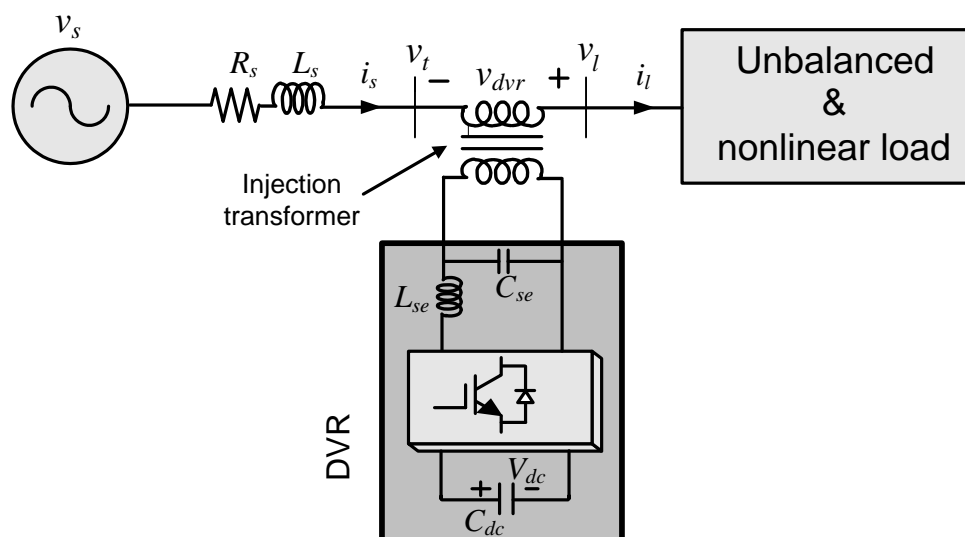 v_s
R_s
L_s
i_s
v_t
− v_dvr +
v_l
i_l
Unbalanced
&
nonlinear load
Injection
transformer
C_se
L_se
DVR
V_dc
+ −
C_dc